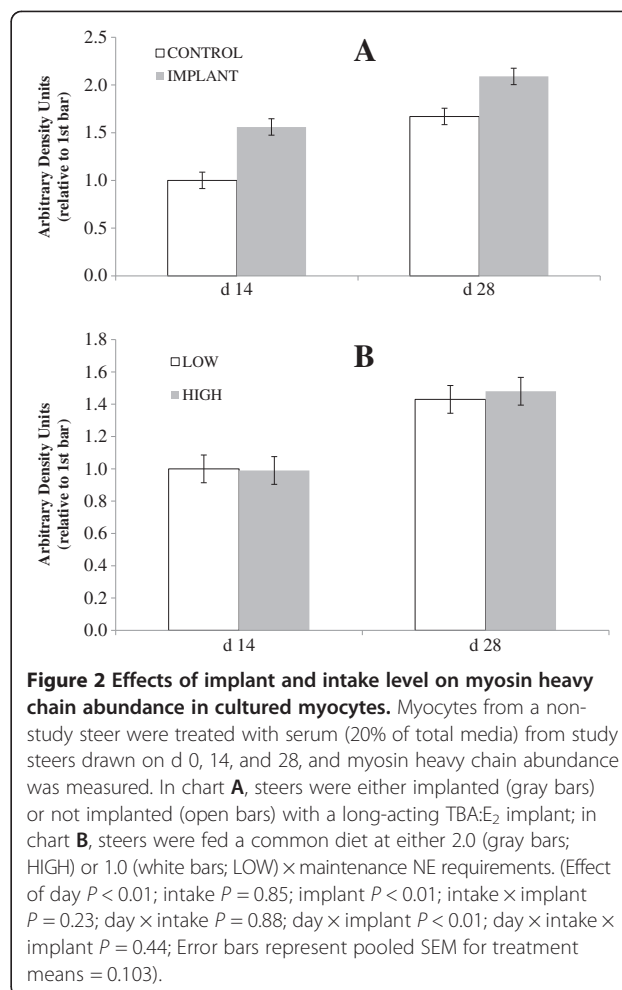 A
CONTROL
IMPLANT
Arbitrary Density Units
(relative to 1st bar)
2.5
2.0
1.5
1.0
0.5
0.0
d 14
d 28
B
LOW
HIGH
Arbitrary Density Units
(relative to 1st bar)
1.8
1.6
1.4
1.2
1.0
0.8
0.6
0.4
0.2
0.0
d 14
d 28
Figure 2 Effects of implant and intake level on myosin heavy
chain abundance in cultured myocytes. Myocytes from a non-
study steer were treated with serum (20% of total media) from study
steers drawn on d 0, 14, and 28, and myosin heavy chain abundance
was measured. In chart A, steers were either implanted (gray bars)
or not implanted (open bars) with a long-acting TBA:E₂ implant; in
chart B, steers were fed a common diet at either 2.0 (gray bars;
HIGH) or 1.0 (white bars; LOW) × maintenance NE requirements. (Effect
of day P < 0.01; intake P = 0.85; implant P < 0.01; intake × implant
P = 0.23; day × intake P = 0.88; day × implant P < 0.01; day × intake ×
implant P = 0.44; Error bars represent pooled SEM for treatment
means = 0.103).